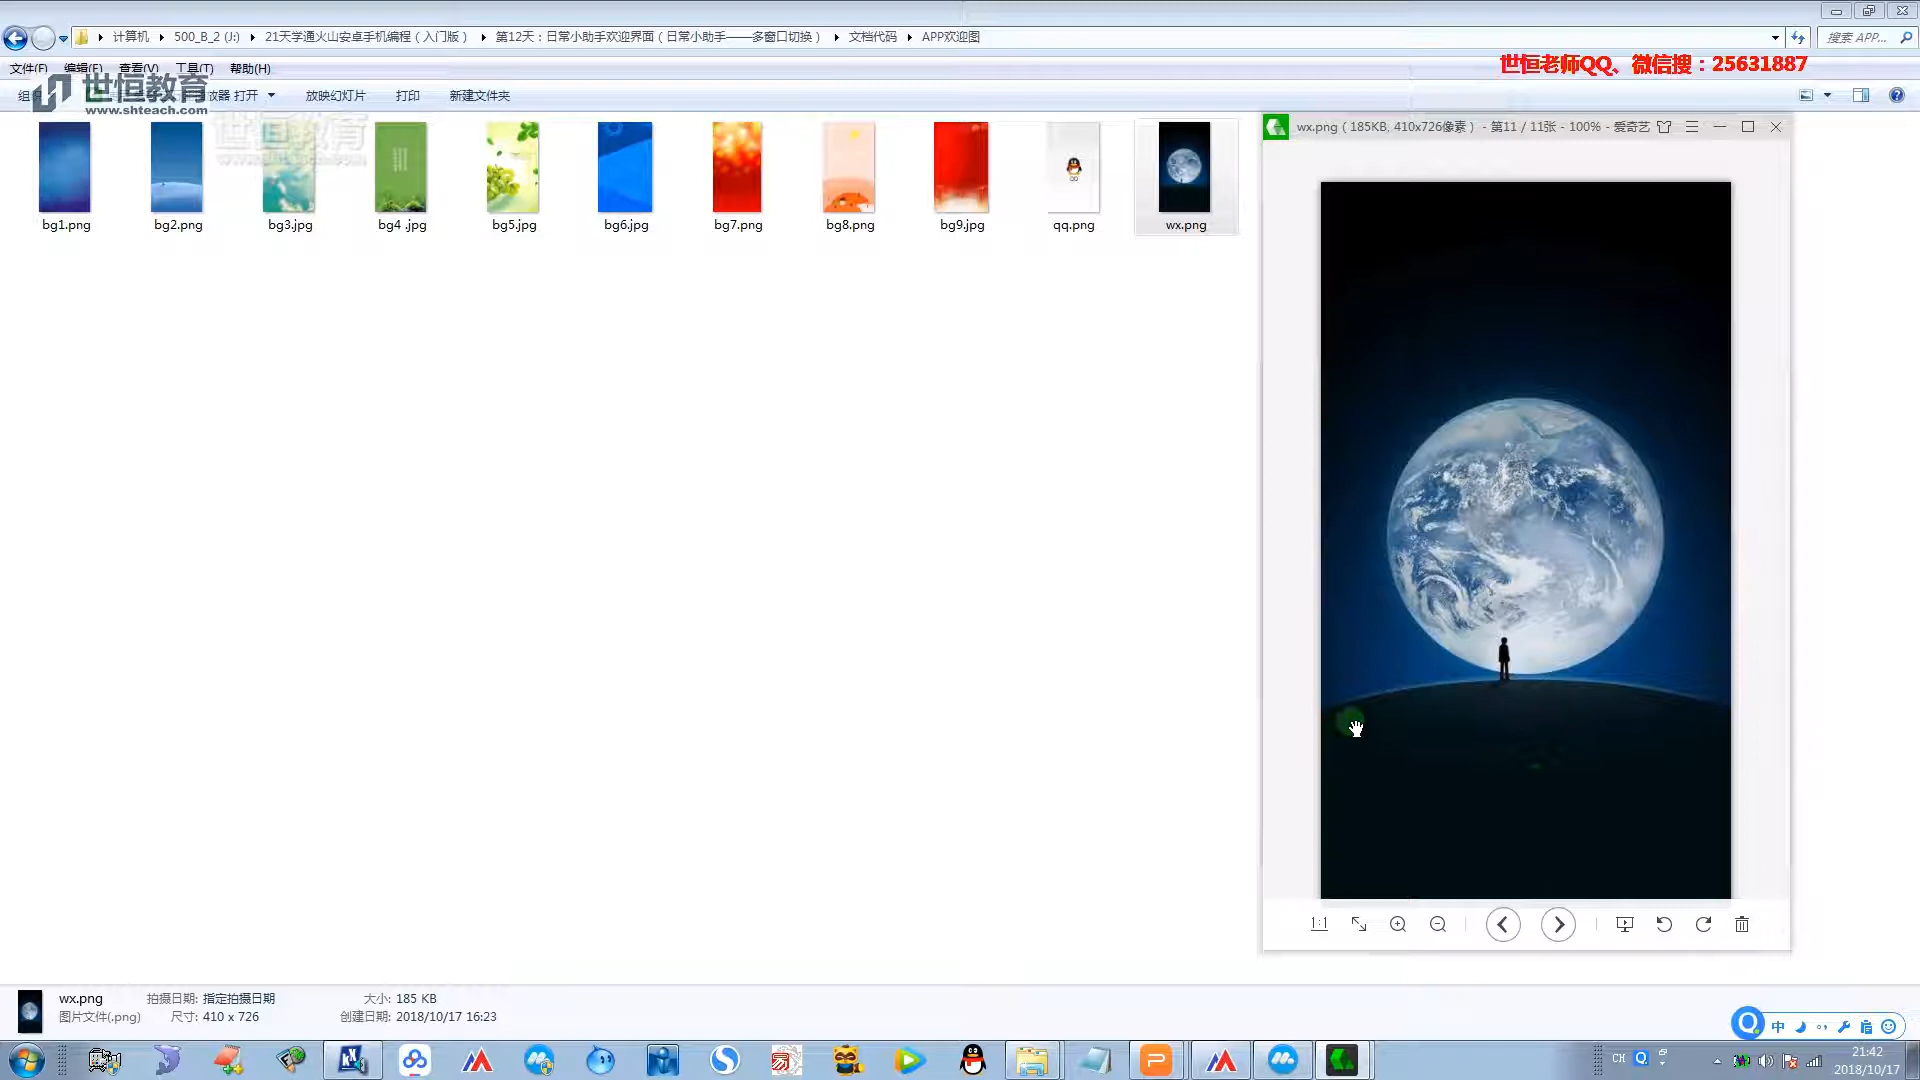 计算机 ▸ 500_B_2 (J:) ▸ 21天学通火山安卓手机编程（入门版） ▸ 第12天：日常小助手欢迎界面（日常小助手——多窗口切换） ▸ 文档代码 ▸ APP欢迎图
搜索 APP...
文件(F) 编辑(E) 查看(V) 工具(T) 帮助(H)
世恒老师QQ、微信搜：25631887
世恒教育
www.shteach.com
放映幻灯片 打印 新建文件夹
打开
世恒教育
wx.png ( 185KB, 410x726像素 ) - 第11 / 11张 - 100% - 爱奇艺
bg1.png bg2.png bg3.jpg bg4 .jpg bg5.jpg bg6.jpg bg7.png bg8.png bg9.jpg qq.png wx.png
1:1
wx.png 拍摄日期: 指定拍摄日期 大小: 185 KB
图片文件(.png) 尺寸: 410 x 726 创建日期: 2018/10/17 16:23
中
CH
21:42
2018/10/17